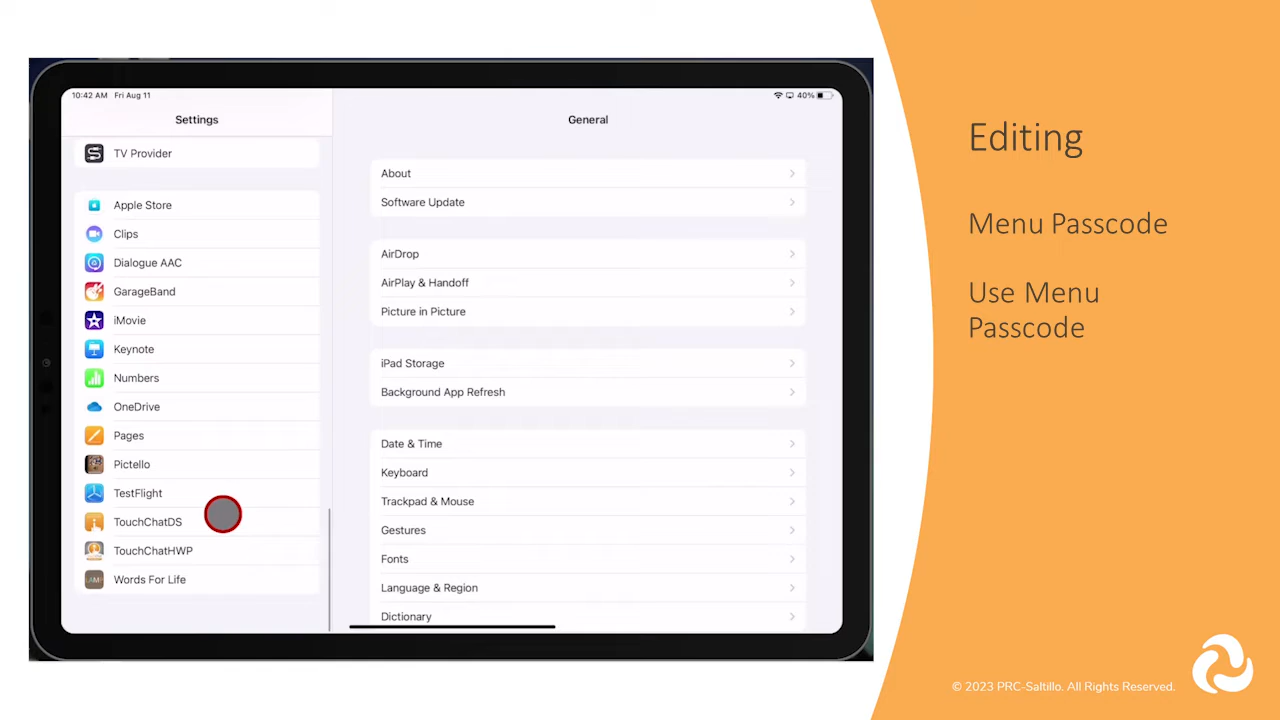 10:42 AM Fri Aug 11
40%
Settings
TV Provider
Apple Store
Clips
Dialogue AAC
GarageBand
iMovie
Keynote
Numbers
OneDrive
Pages
Pictello
TestFlight
TouchChatDS
TouchChatHWP
LAMP
Words For Life
General
About
Software Update
AirDrop
AirPlay & Handoff
Picture in Picture
iPad Storage
Background App Refresh
Date & Time
Keyboard
Trackpad & Mouse
Gestures
Fonts
Language & Region
Dictionary
Editing
Menu Passcode
Use Menu
Passcode
© 2023 PRC-Saltillo. All Rights Reserved.